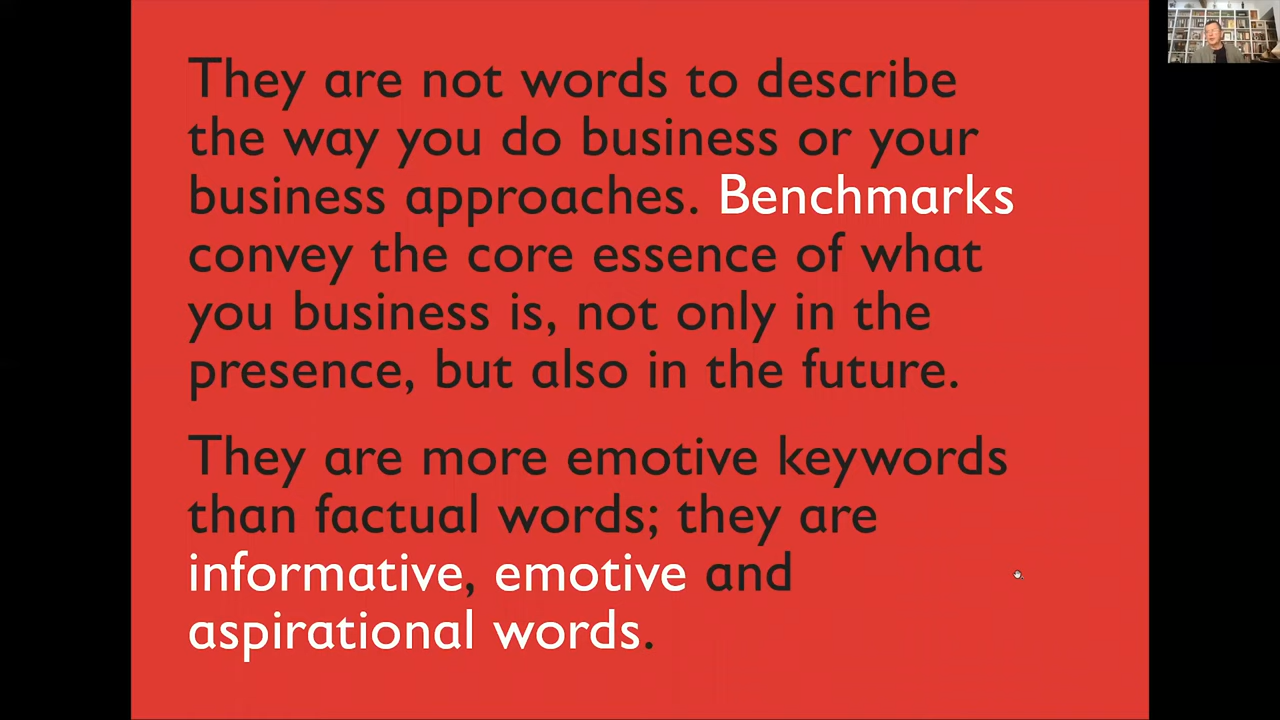 They are not words to describe
the way you do business or your
business approaches. Benchmarks
convey the core essence of what
you business is, not only in the
presence, but also in the future.
They are more emotive keywords
than factual words; they are
informative, emotive and
aspirational words.